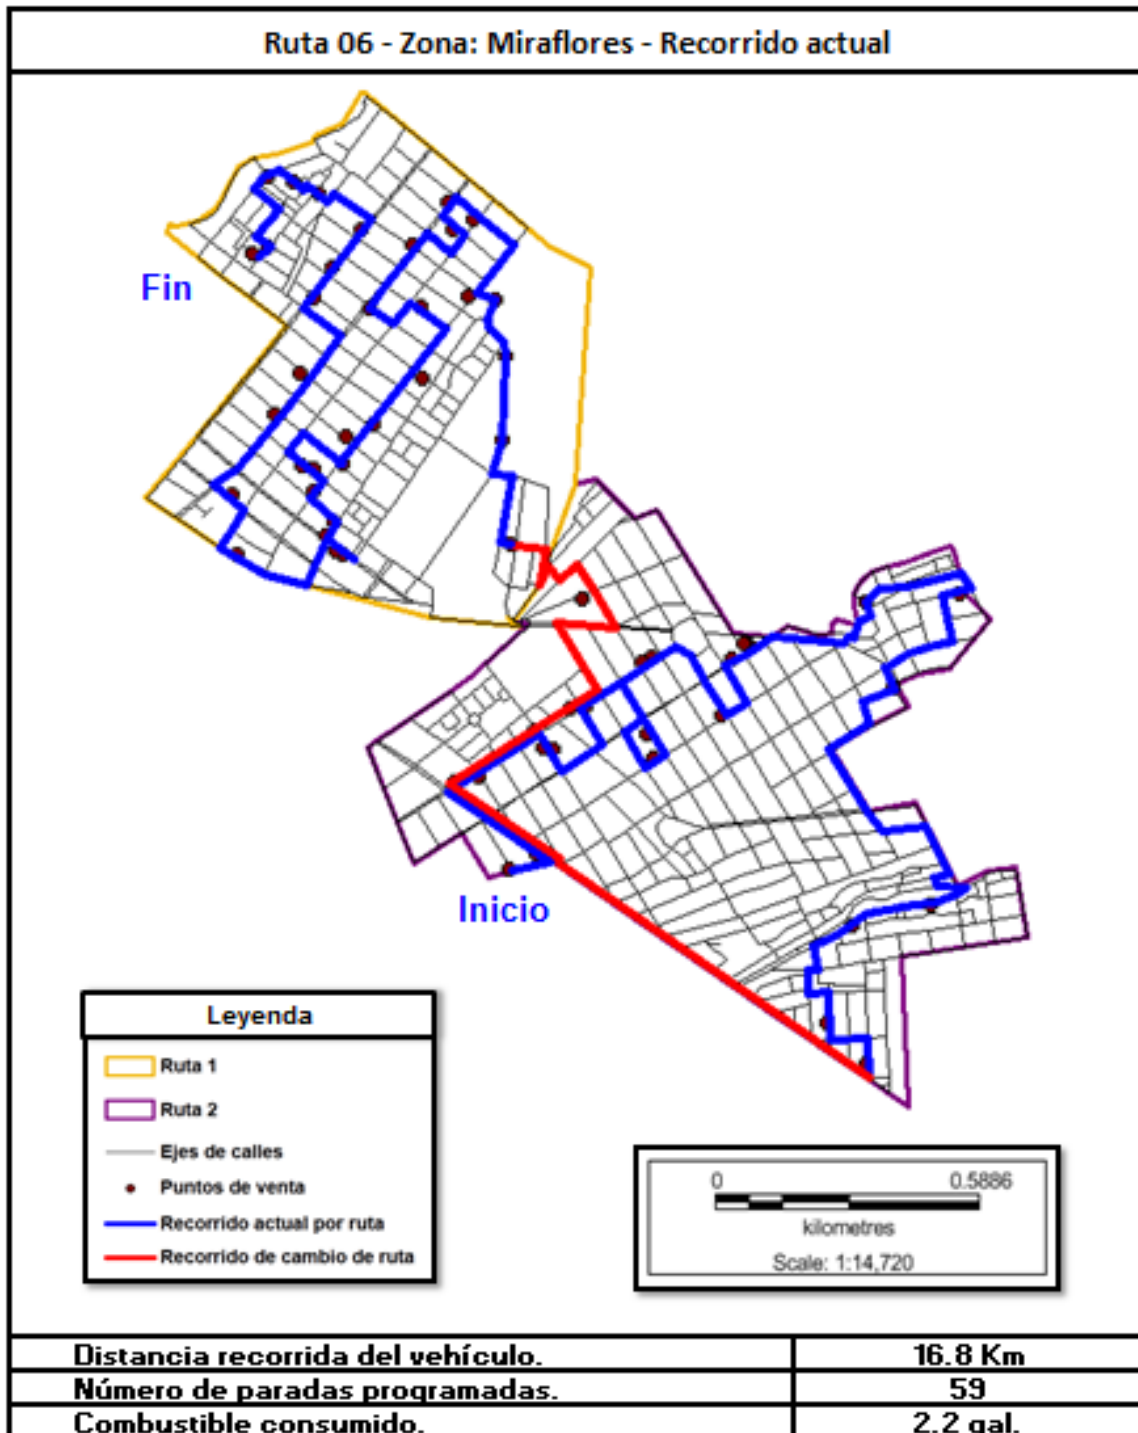 Ruta 06 - Zona: Miraflores - Recorrido actual
Fin
Inicio
Leyenda
Ruta 1
Ruta 2
Ejes de calles
Puntos de venta
Recorrido actual por ruta
Recorrido de cambio de ruta
0 0.5886
kilometres
Scale: 1:14,720
Distancia recorrida del vehículo. 16.8 Km
Número de paradas programadas. 59
Combustible consumido. 2.2 gal.